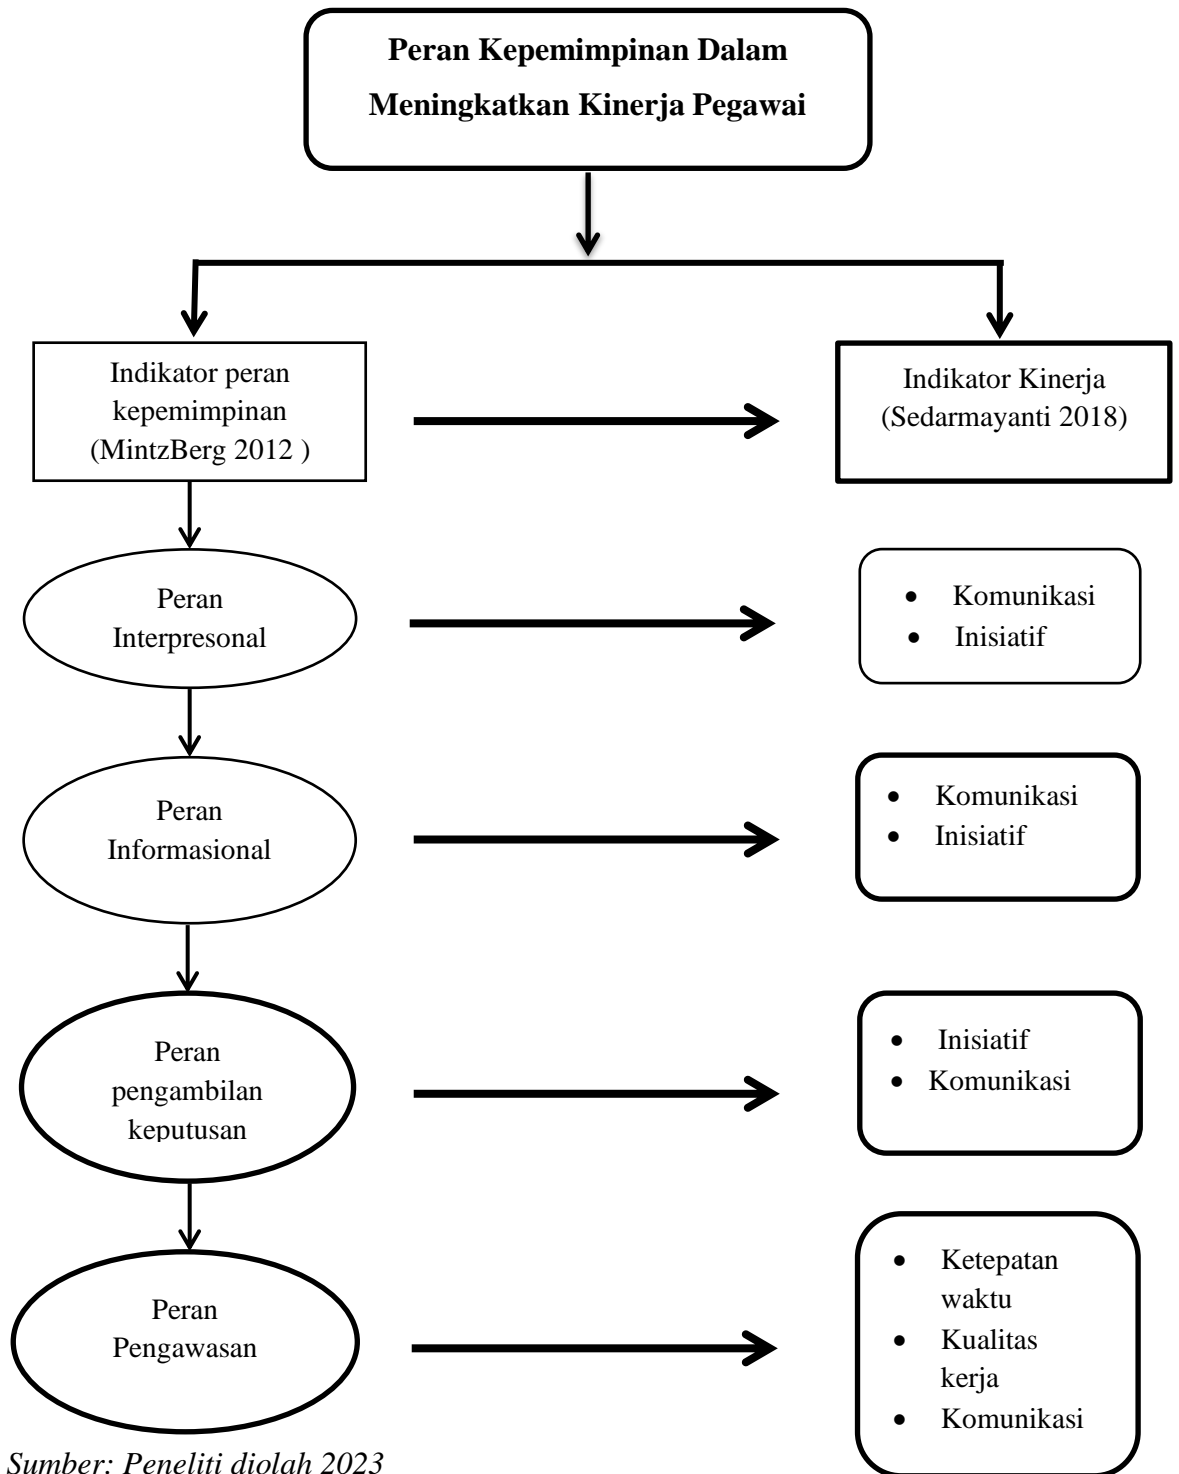 Peran Kepemimpinan Dalam
Meningkatkan Kinerja Pegawai
Indikator peran
kepemimpinan
(MintzBerg 2012 )
Indikator Kinerja
(Sedarmayanti 2018)
Peran
Interpresonal
• Komunikasi
• Inisiatif
Peran
Informasional
• Komunikasi
• Inisiatif
Peran
pengambilan
keputusan
• Inisiatif
• Komunikasi
Peran
Pengawasan
• Ketepatan
waktu
• Kualitas
kerja
• Komunikasi
Sumber: Peneliti diolah 2023